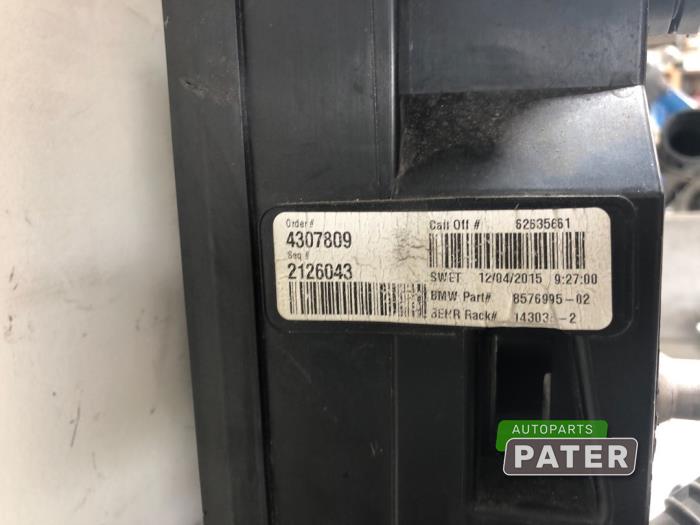 Order#
4307809
Seq #
2126043
Call Off # 62635661
SWET 12/04/2015 9:27:00
BMW Part# 8576995-02
BEHR Rack#
AUTOPARTS
PATER